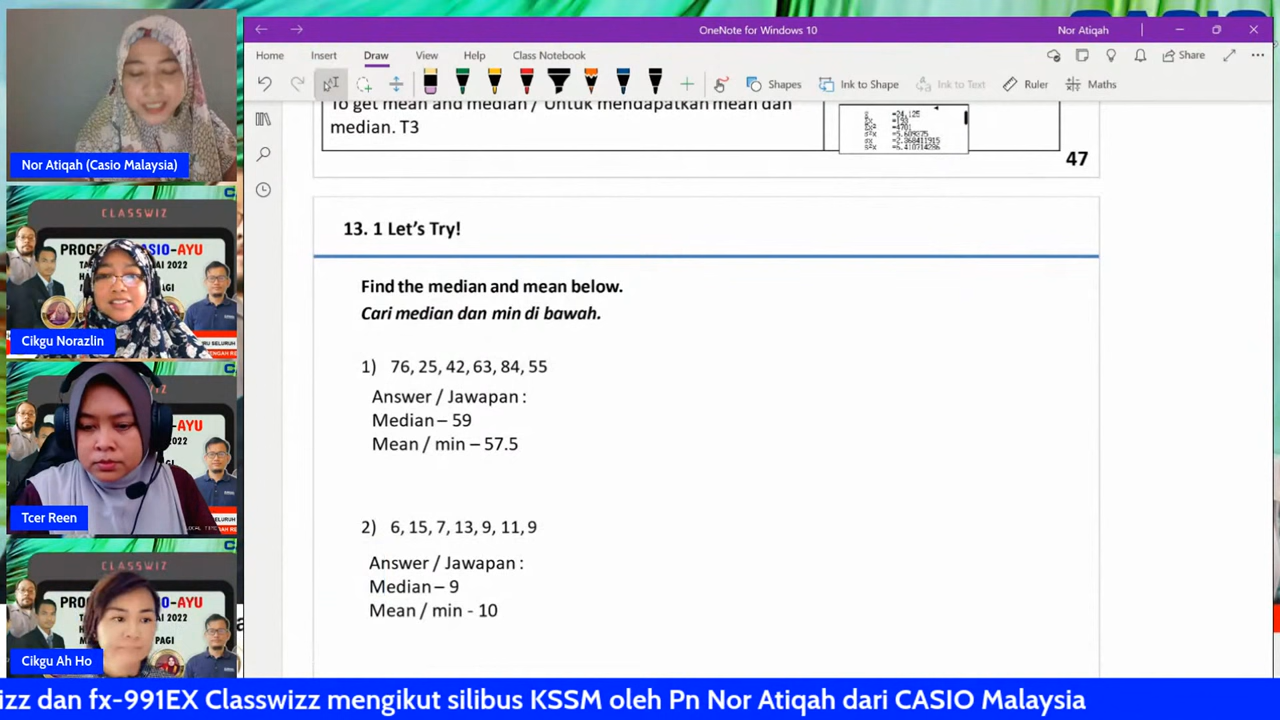 OneNote for Windows 10
Nor Atiqah
Home Insert Draw View Help Class Notebook
Share
Shapes Ink to Shape Ink to Text Ruler Maths
To get mean and median / Untuk mendapatkan mean dan
median. T3
47
13. 1 Let's Try!
Find the median and mean below.
Cari median dan min di bawah.
1) 76, 25, 42, 63, 84, 55
Answer / Jawapan :
Median – 59
Mean / min – 57.5
2) 6, 15, 7, 13, 9, 11, 9
Answer / Jawapan :
Median – 9
Mean / min - 10
Nor Atiqah (Casio Malaysia)
CLASSWIZ
Cikgu Norazlin
CLASSWIZ
Tcer Reen
CLASSWIZ
Cikgu Ah Ho
izz dan fx-991EX Classwizz mengikut silibus KSSM oleh Pn Nor Atiqah dari CASIO Malaysia